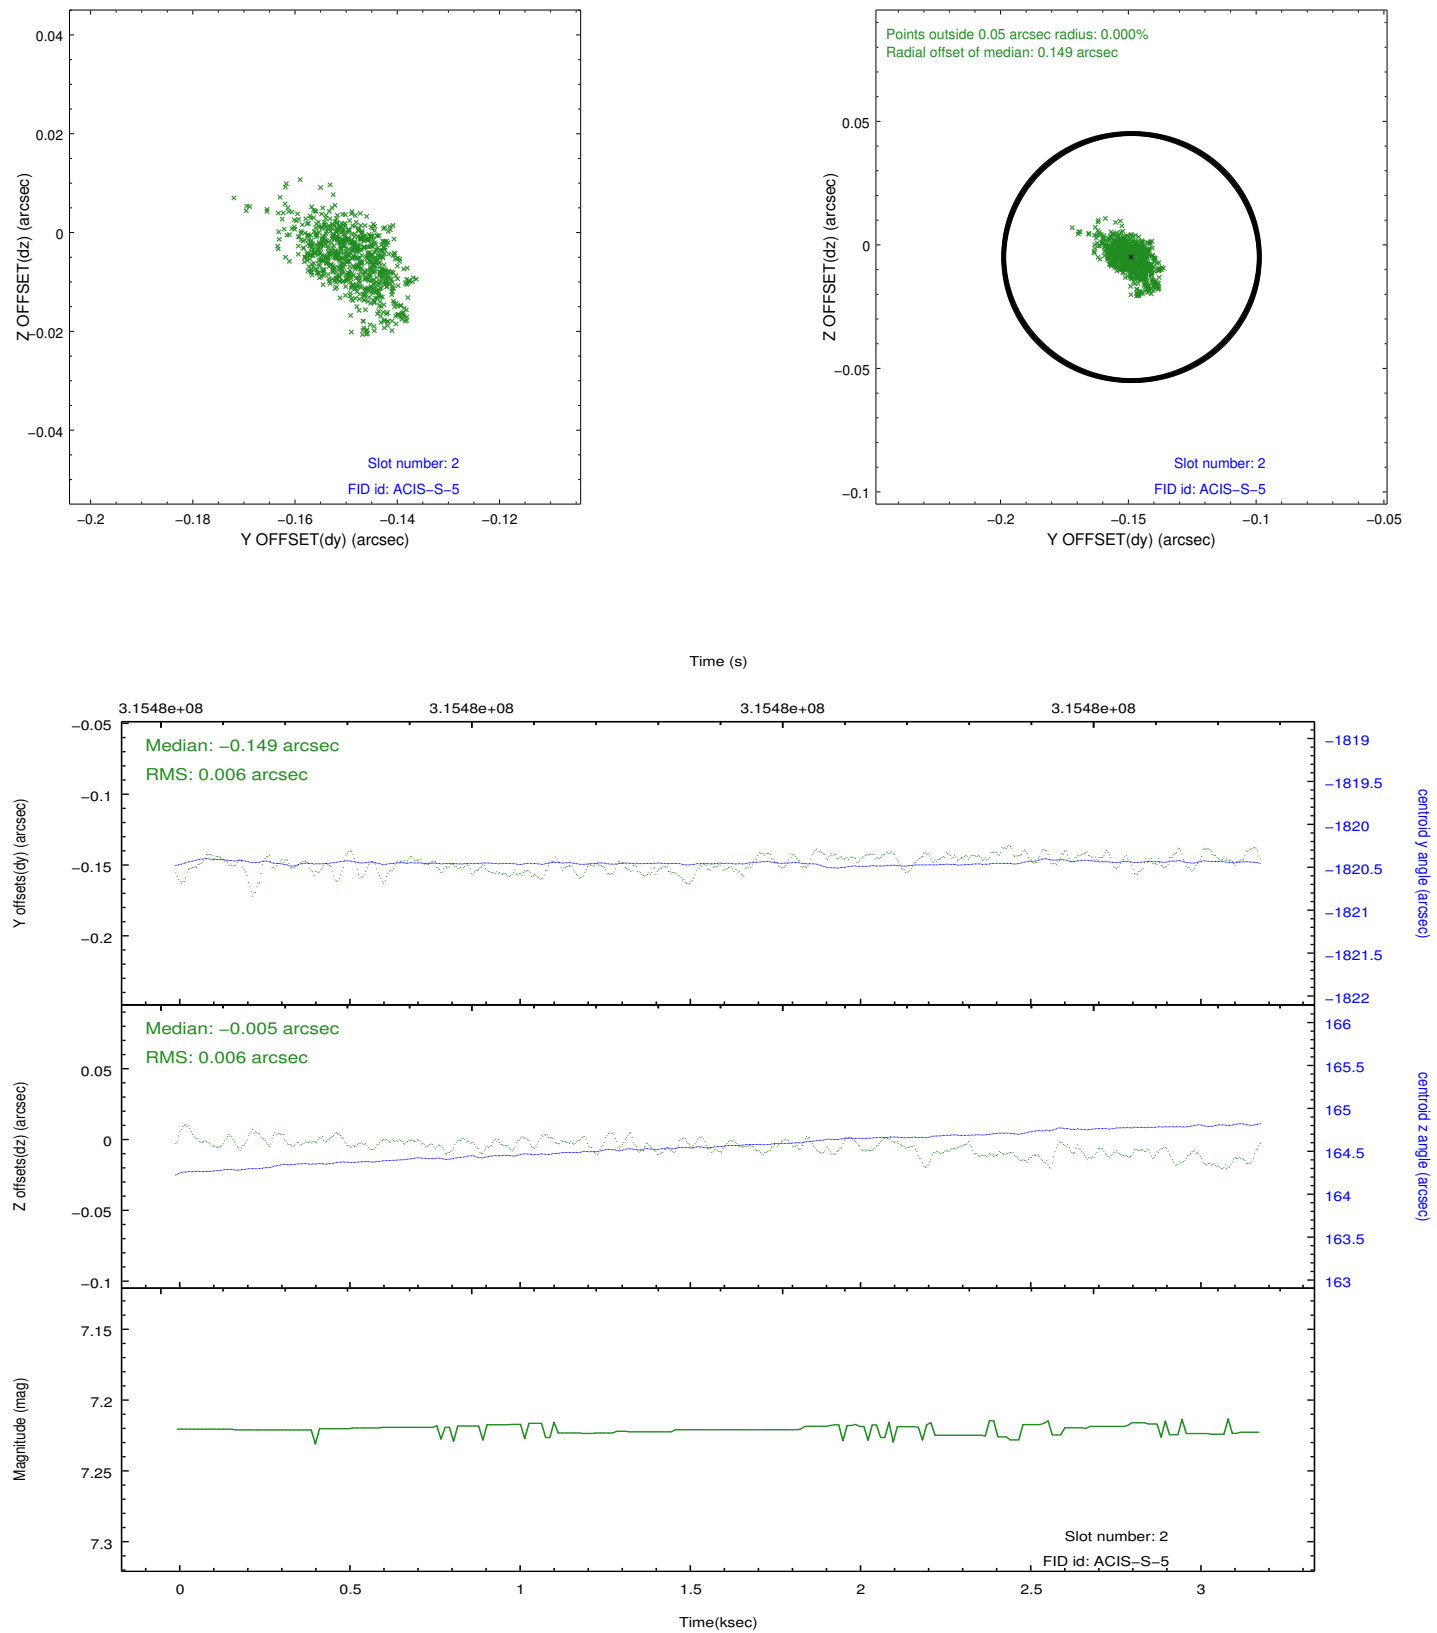 0.04
0.02
0
−0.02
−0.04
Z OFFSET(dz) (arcsec)
Slot number: 2
FID id: ACIS−S−5
−0.2
−0.18
−0.16
−0.14
−0.12
Y OFFSET(dy) (arcsec)
Points outside 0.05 arcsec radius: 0.000%
Radial offset of median: 0.149 arcsec
0.05
0
−0.05
−0.1
Z OFFSET(dz) (arcsec)
Slot number: 2
FID id: ACIS−S−5
−0.2
−0.15
−0.1
−0.05
Y OFFSET(dy) (arcsec)
Time (s)
3.1548e+08
3.1548e+08
3.1548e+08
3.1548e+08
−0.05
−0.1
−0.15
−0.2
Y offsets(dy) (arcsec)
Median: −0.149 arcsec
RMS: 0.006 arcsec
−1819
−1819.5
−1820
−1820.5
−1821
−1821.5
−1822
centroid y angle (arcsec)
0.05
0
−0.05
−0.1
Z offsets(dz) (arcsec)
Median: −0.005 arcsec
RMS: 0.006 arcsec
166
165.5
165
164.5
164
163.5
163
centroid z angle (arcsec)
7.15
7.2
7.25
7.3
Magnitude (mag)
Slot number: 2
FID id: ACIS−S−5
0
0.5
1
1.5
2
2.5
3
Time(ksec)